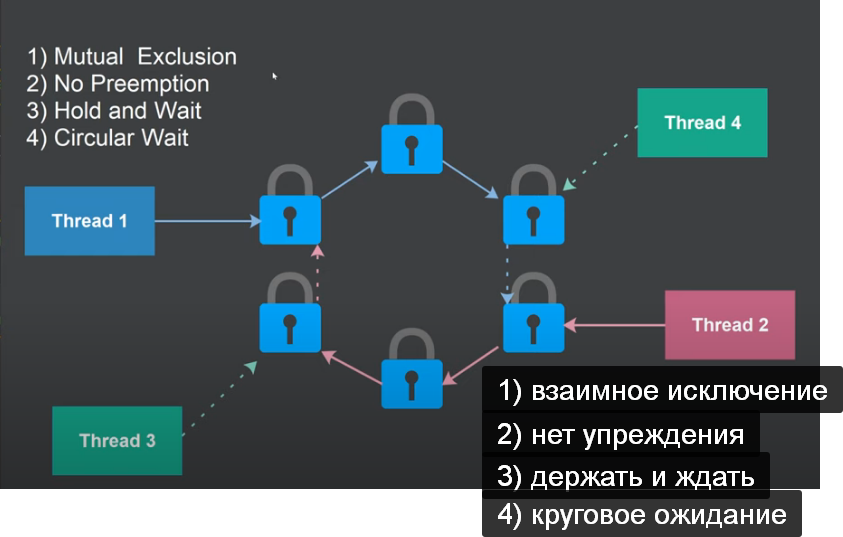 1) Mutual Exclusion
2) No Preemption
3) Hold and Wait
4) Circular Wait
Thread 4
Thread 1
Thread 2
Thread 3
1) взаимное исключение
2) нет упреждения
3) держать и ждать
4) круговое ожидание